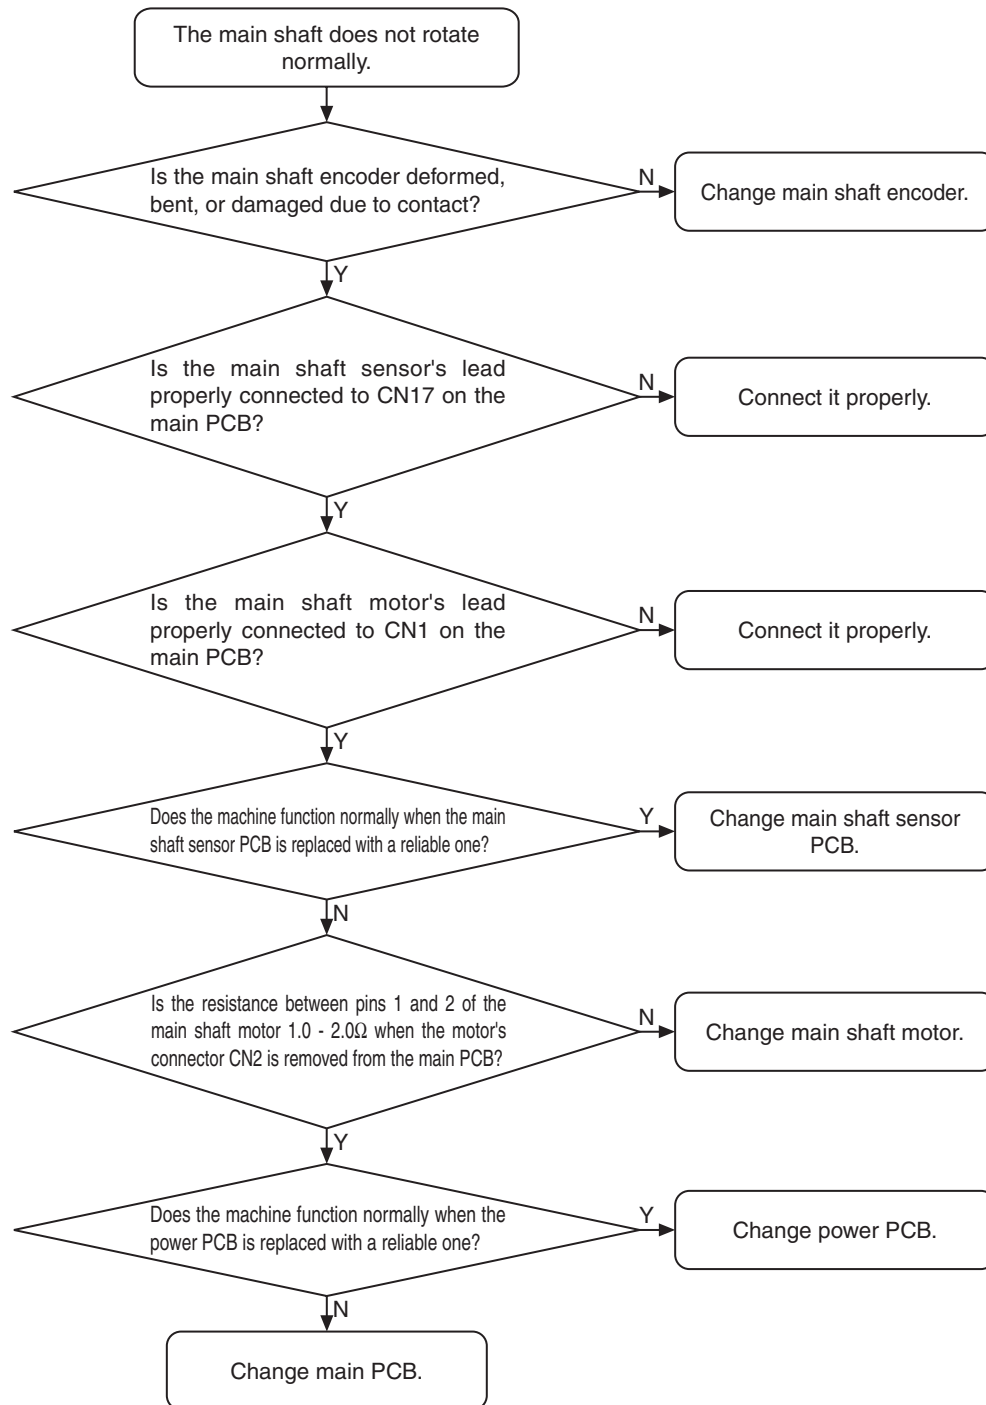 The main shaft does not rotate
normally.
Is the main shaft encoder deformed,
bent, or damaged due to contact?
N
Change main shaft encoder.
Y
Is the main shaft sensor's lead
properly connected to CN17 on the
main PCB?
N
Connect it properly.
Y
Is the main shaft motor's lead
properly connected to CN1 on the
main PCB?
N
Connect it properly.
Y
Does the machine function normally when the main
shaft sensor PCB is replaced with a reliable one?
Y
Change main shaft sensor
PCB.
N
Is the resistance between pins 1 and 2 of the
main shaft motor 1.0 - 2.0Ω when the motor's
connector CN2 is removed from the main PCB?
N
Change main shaft motor.
Y
Does the machine function normally when the
power PCB is replaced with a reliable one?
Y
Change power PCB.
N
Change main PCB.